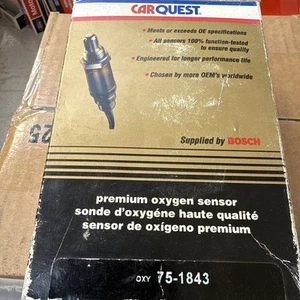 CARQUEST
• Meets or exceeds OE specifications
• All sensors 100% function-tested
to ensure quality
• Engineered for longer performance life
• Chosen by more OEM's worldwide
Supplied by BOSCH
premium oxygen sensor
sonde d'oxygéne haute qualité
sensor de oxígeno premium
OXY 75-1843